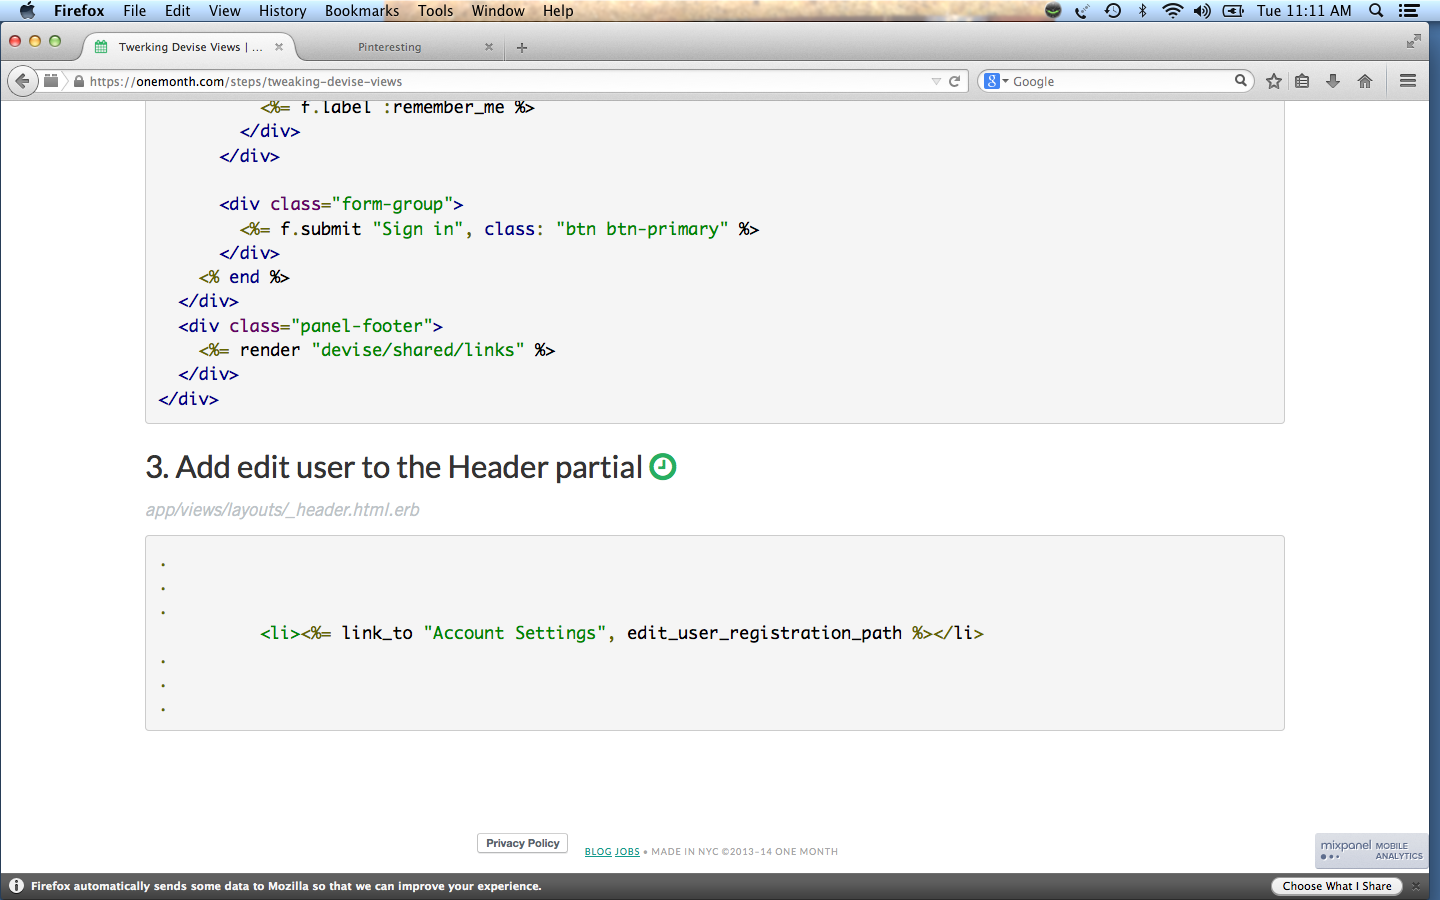 Firefox File Edit View History Bookmarks Tools Window Help Tue 11:11 AM
Twerking Devise Views | ... Pinteresting
https://onemonth.com/steps/tweaking-devise-views Google
<%= f.label :remember_me %>
</div>
</div>
<div class="form-group">
<%= f.submit "Sign in", class: "btn btn-primary" %>
</div>
<% end %>
</div>
<div class="panel-footer">
<%= render "devise/shared/links" %>
</div>
</div>
3. Add edit user to the Header partial
app/views/layouts/_header.html.erb
.
.
.
<li><%= link_to "Account Settings", edit_user_registration_path %></li>
.
.
.
Privacy Policy BLOG JOBS • MADE IN NYC ©2013-14 ONE MONTH
mixpanel MOBILE ANALYTICS
Firefox automatically sends some data to Mozilla so that we can improve your experience. Choose What I Share